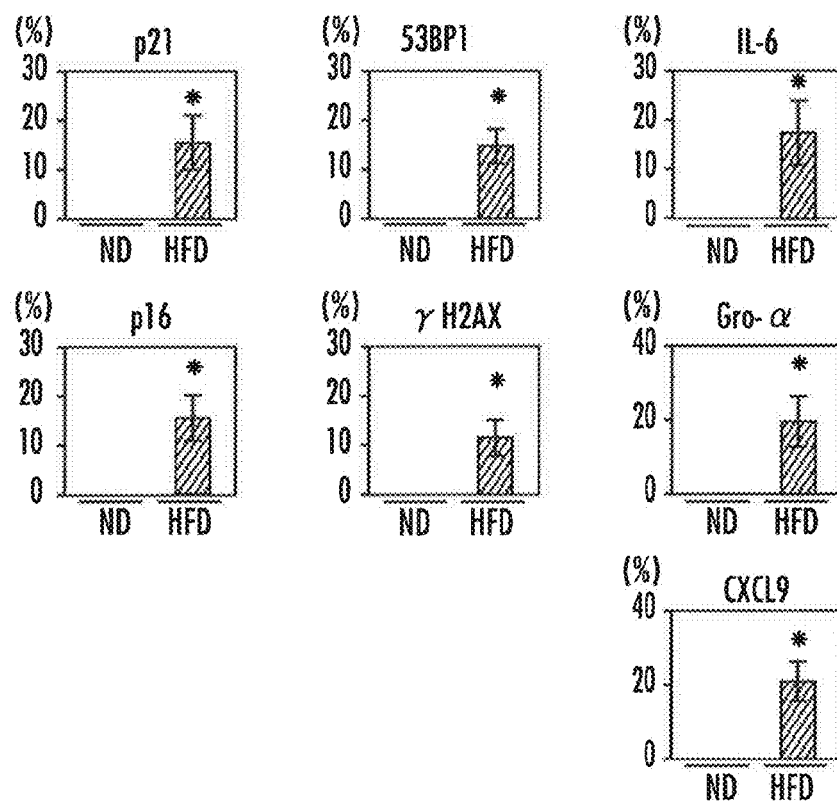 (%) p21
30
20
10
0
ND HFD
(%) 53BP1
30
20
10
0
ND HFD
(%) IL-6
30
20
10
0
ND HFD
(%) p16
30
20
10
0
ND HFD
(%) γ H2AX
30
20
10
0
ND HFD
(%) Gro- α
40
20
0
ND HFD
(%) CXCL9
40
20
0
ND HFD